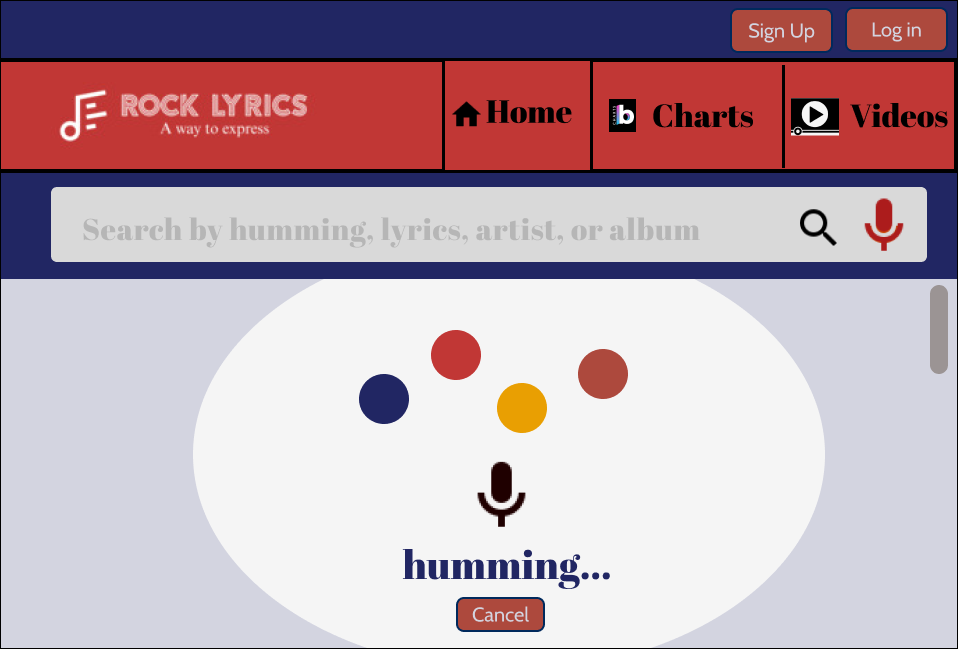 Sign Up
Log in
ROCK LYRICS
A way to express
Home
CHARTS
b
Charts
Videos
Search by humming, lyrics, artist, or album
humming...
Cancel